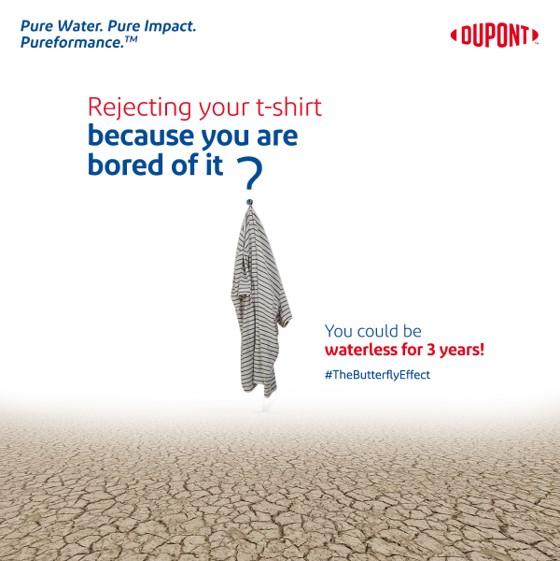 Pure Water. Pure Impact.
Pureformance.™
DUPONT™
Rejecting your t-shirt
because you are
bored of it ?
You could be
waterless for 3 years!
#TheButterflyEffect